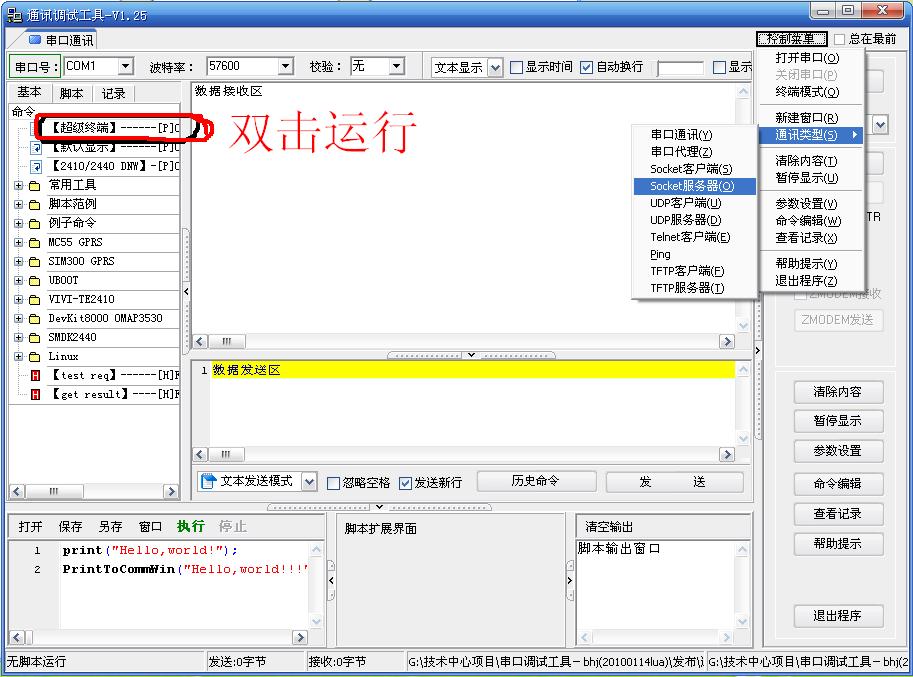 通讯调试工具-V1.25
串口通讯
控制菜单
总在最前
串口号：
COM1
波特率：
57600
校验：
无
文本显示
显示时间
自动换行
显示
基本
脚本
记录
命令
【超级终端】------[P]C
【默认显示】------[P]C
【2410/2440 DNW】-[P]C
常用工具
脚本范例
例子命令
MC55 GPRS
SIM300 GPRS
UBOOT
VIVI-TE2410
DevKit8000 OMAP3530
SMDK2440
Linux
【test req】------[H]
【get result】----[H]
数据接收区
双击运行
串口通讯(Y)
串口代理(Z)
Socket客户端(S)
Socket服务器(O)
UDP客户端(U)
UDP服务器(D)
Telnet客户端(E)
Ping
TFTP客户端(F)
TFTP服务器(T)
打开串口(O)
关闭串口(P)
终端模式(Q)
新建窗口(R)
通讯类型(S)
清除内容(T)
暂停显示(U)
参数设置(V)
命令编辑(W)
查看记录(X)
帮助提示(Y)
退出程序(Z)
TR
ZMODEM接收
ZMODEM发送
1 数据发送区
文本发送模式
忽略空格
发送新行
历史命令
发 送
清除内容
暂停显示
参数设置
命令编辑
查看记录
帮助提示
退出程序
打开 保存 另存 窗口 执行 停止
1 print("Hello,world!");
2 PrintToCommWin("Hello,world!!!"
脚本扩展界面
清空输出
脚本输出窗口
无脚本运行
发送:0字节
接收:0字节
G:\技术中心项目\串口调试工具-bhj(20100114lua)\发布\
G:\技术中心项目\串口调试工具-bhj(2